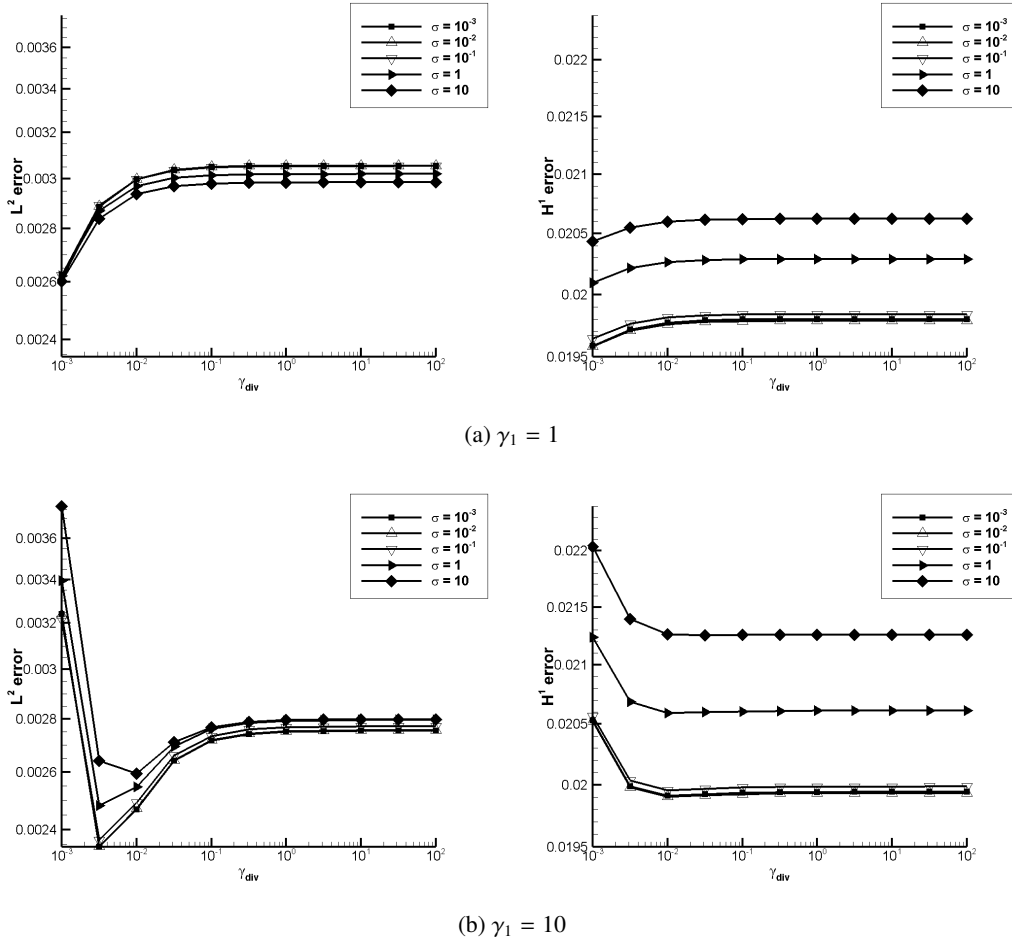 σ = 10⁻³
σ = 10⁻²
σ = 10⁻¹
σ = 1
σ = 10
0.0036
0.0034
0.0032
0.003
0.0028
0.0026
0.0024
L² error
10⁻³ 10⁻² 10⁻¹ 10⁰ 10¹ 10²
γdiv
σ = 10⁻³
σ = 10⁻²
σ = 10⁻¹
σ = 1
σ = 10
0.022
0.0215
0.021
0.0205
0.02
0.0195
H¹ error
10⁻³ 10⁻² 10⁻¹ 10⁰ 10¹ 10²
γdiv
(a) γ₁ = 1
σ = 10⁻³
σ = 10⁻²
σ = 10⁻¹
σ = 1
σ = 10
0.0036
0.0034
0.0032
0.003
0.0028
0.0026
0.0024
L² error
10⁻³ 10⁻² 10⁻¹ 10⁰ 10¹ 10²
γdiv
σ = 10⁻³
σ = 10⁻²
σ = 10⁻¹
σ = 1
σ = 10
0.022
0.0215
0.021
0.0205
0.02
0.0195
H¹ error
10⁻³ 10⁻² 10⁻¹ 10⁰ 10¹ 10²
γdiv
(b) γ₁ = 10